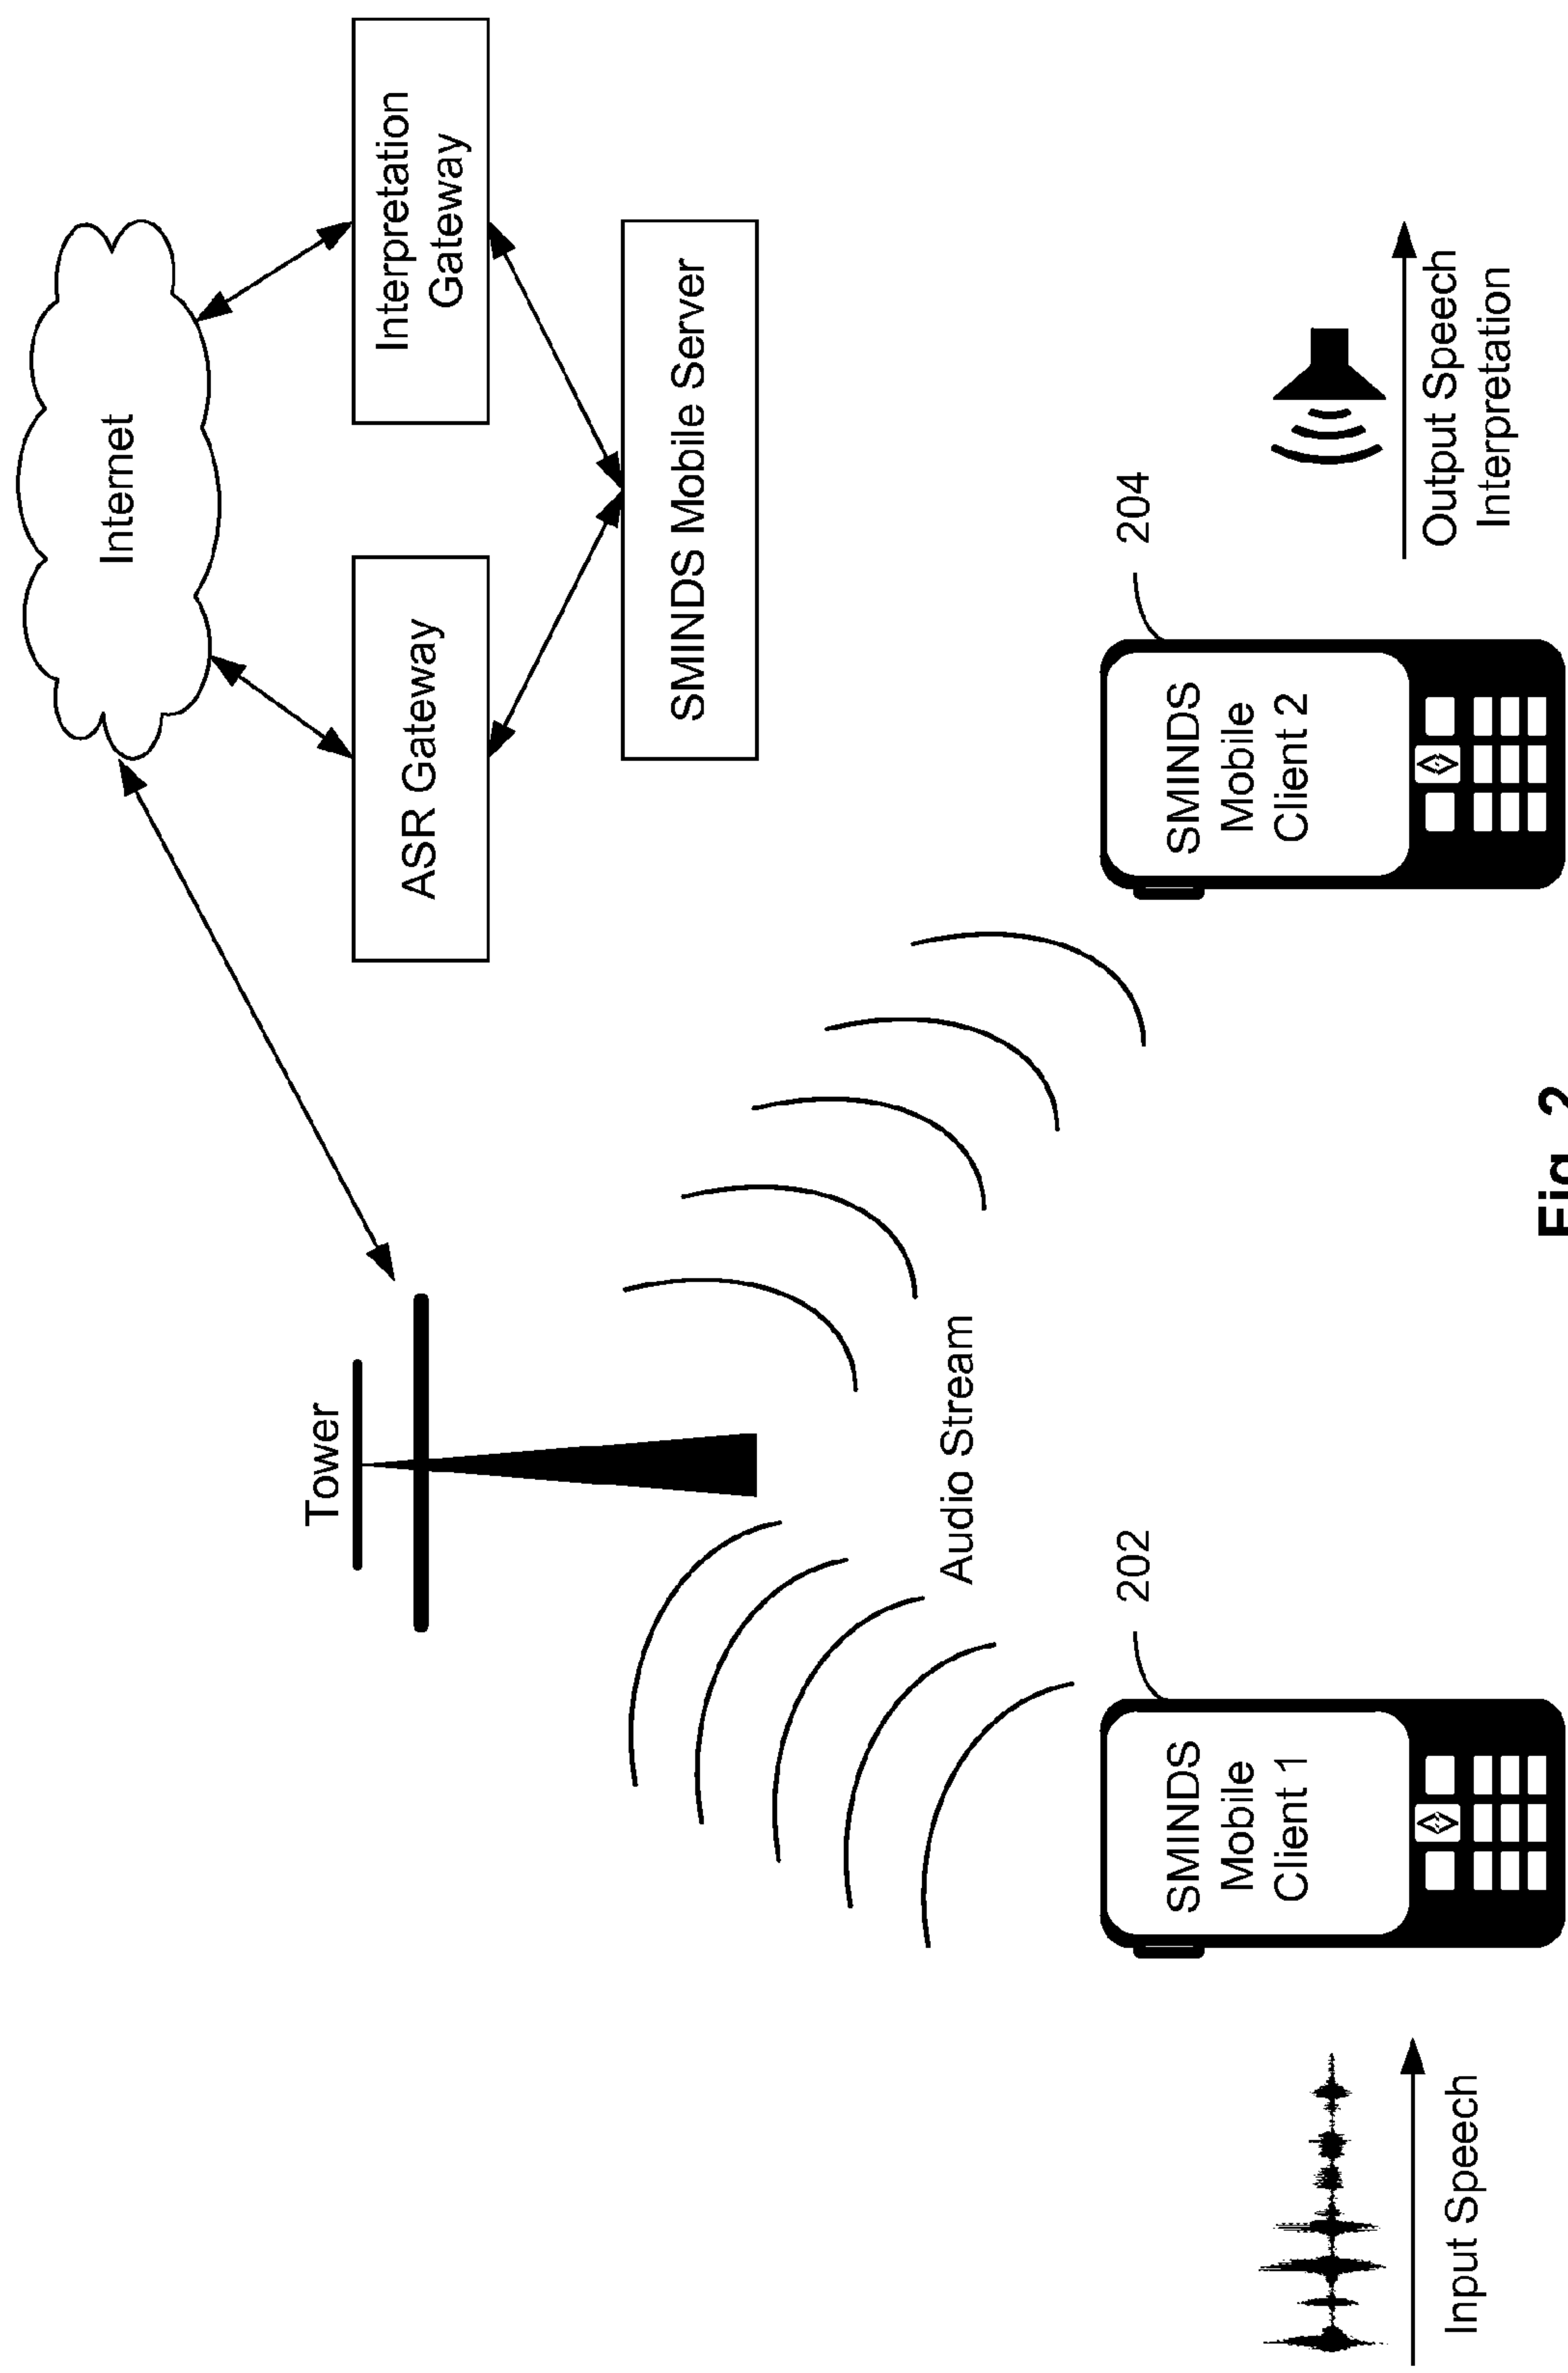 Internet
Tower
ASR Gateway
Interpretation
Gateway
SMINDS Mobile Server
Audio Stream
202
204
SMINDS
Mobile
Client 1
SMINDS
Mobile
Client 2
Input Speech
Output Speech
Interpretation
Fig. 2